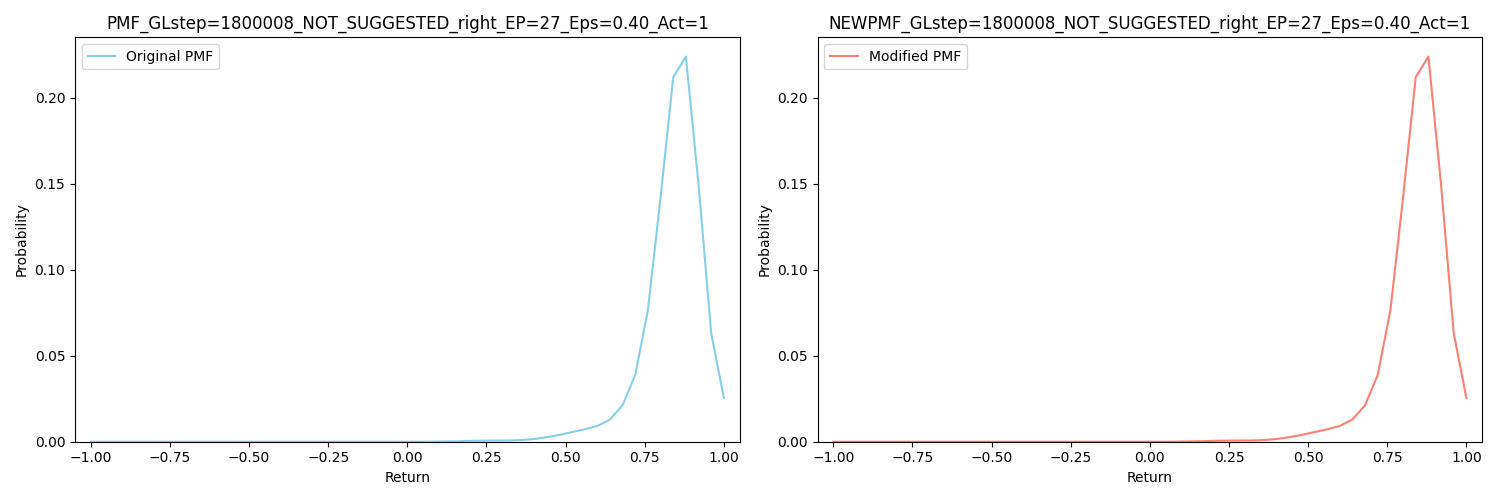 PMF_GLstep=1800008_NOT_SUGGESTED_right_EP=27_Eps=0.40_Act=1
Original PMF
0.20
0.15
0.10
0.05
0.00
Probability
−1.00 −0.75 −0.50 −0.25 0.00 0.25 0.50 0.75 1.00
Return
NEWPMF_GLstep=1800008_NOT_SUGGESTED_right_EP=27_Eps=0.40_Act=1
Modified PMF
0.20
0.15
0.10
0.05
0.00
Probability
−1.00 −0.75 −0.50 −0.25 0.00 0.25 0.50 0.75 1.00
Return